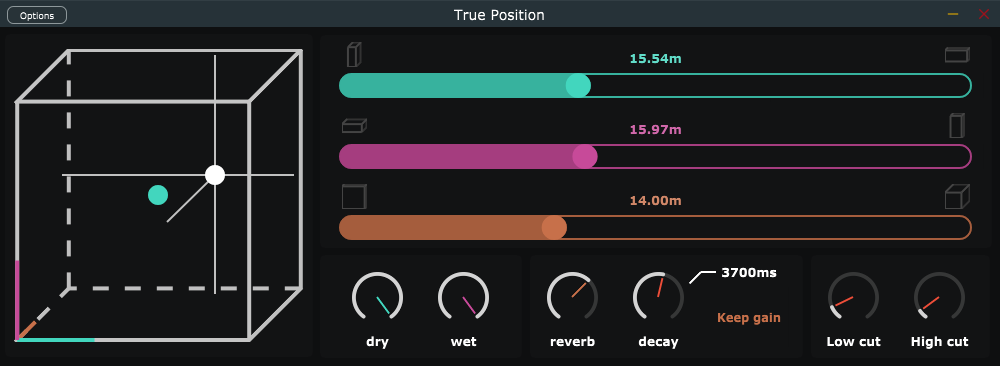 Options
True Position
15.54m
15.97m
14.00m
3700ms
Keep gain
dry
wet
reverb
decay
Low cut
High cut